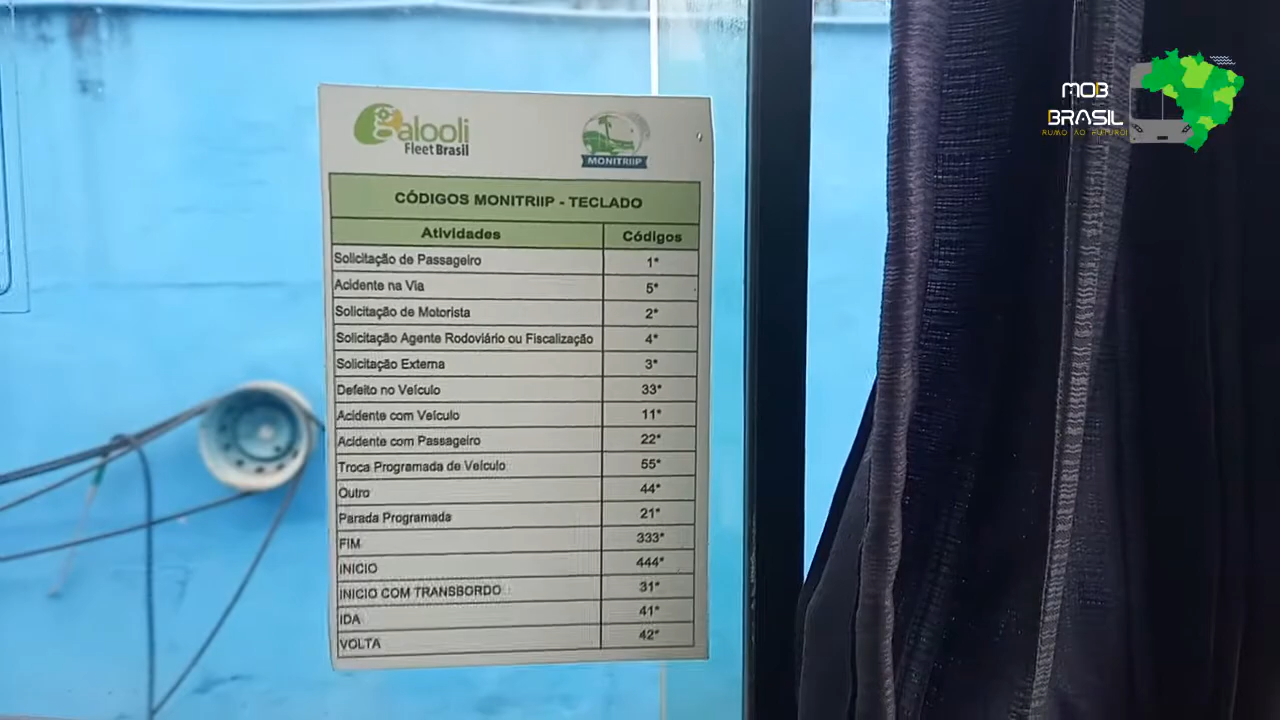 galooli
Fleet Brasil
MONITRIIP
CÓDIGOS MONITRIIP - TECLADO
Atividades Códigos
Solicitação de Passageiro 1*
Acidente na Via 5*
Solicitação de Motorista 2*
Solicitação Agente Rodoviário ou Fiscalização 4*
Solicitação Externa 3*
Defeito no Veículo 33*
Acidente com Veículo 11*
Acidente com Passageiro 22*
Troca Programada de Veículo 55*
Outro 44*
Parada Programada 21*
FIM 333*
INICIO 444*
INICIO COM TRANSBORDO 31*
IDA 41*
VOLTA 42*
MOB
BRASIL
RUMO AO FUTURO!